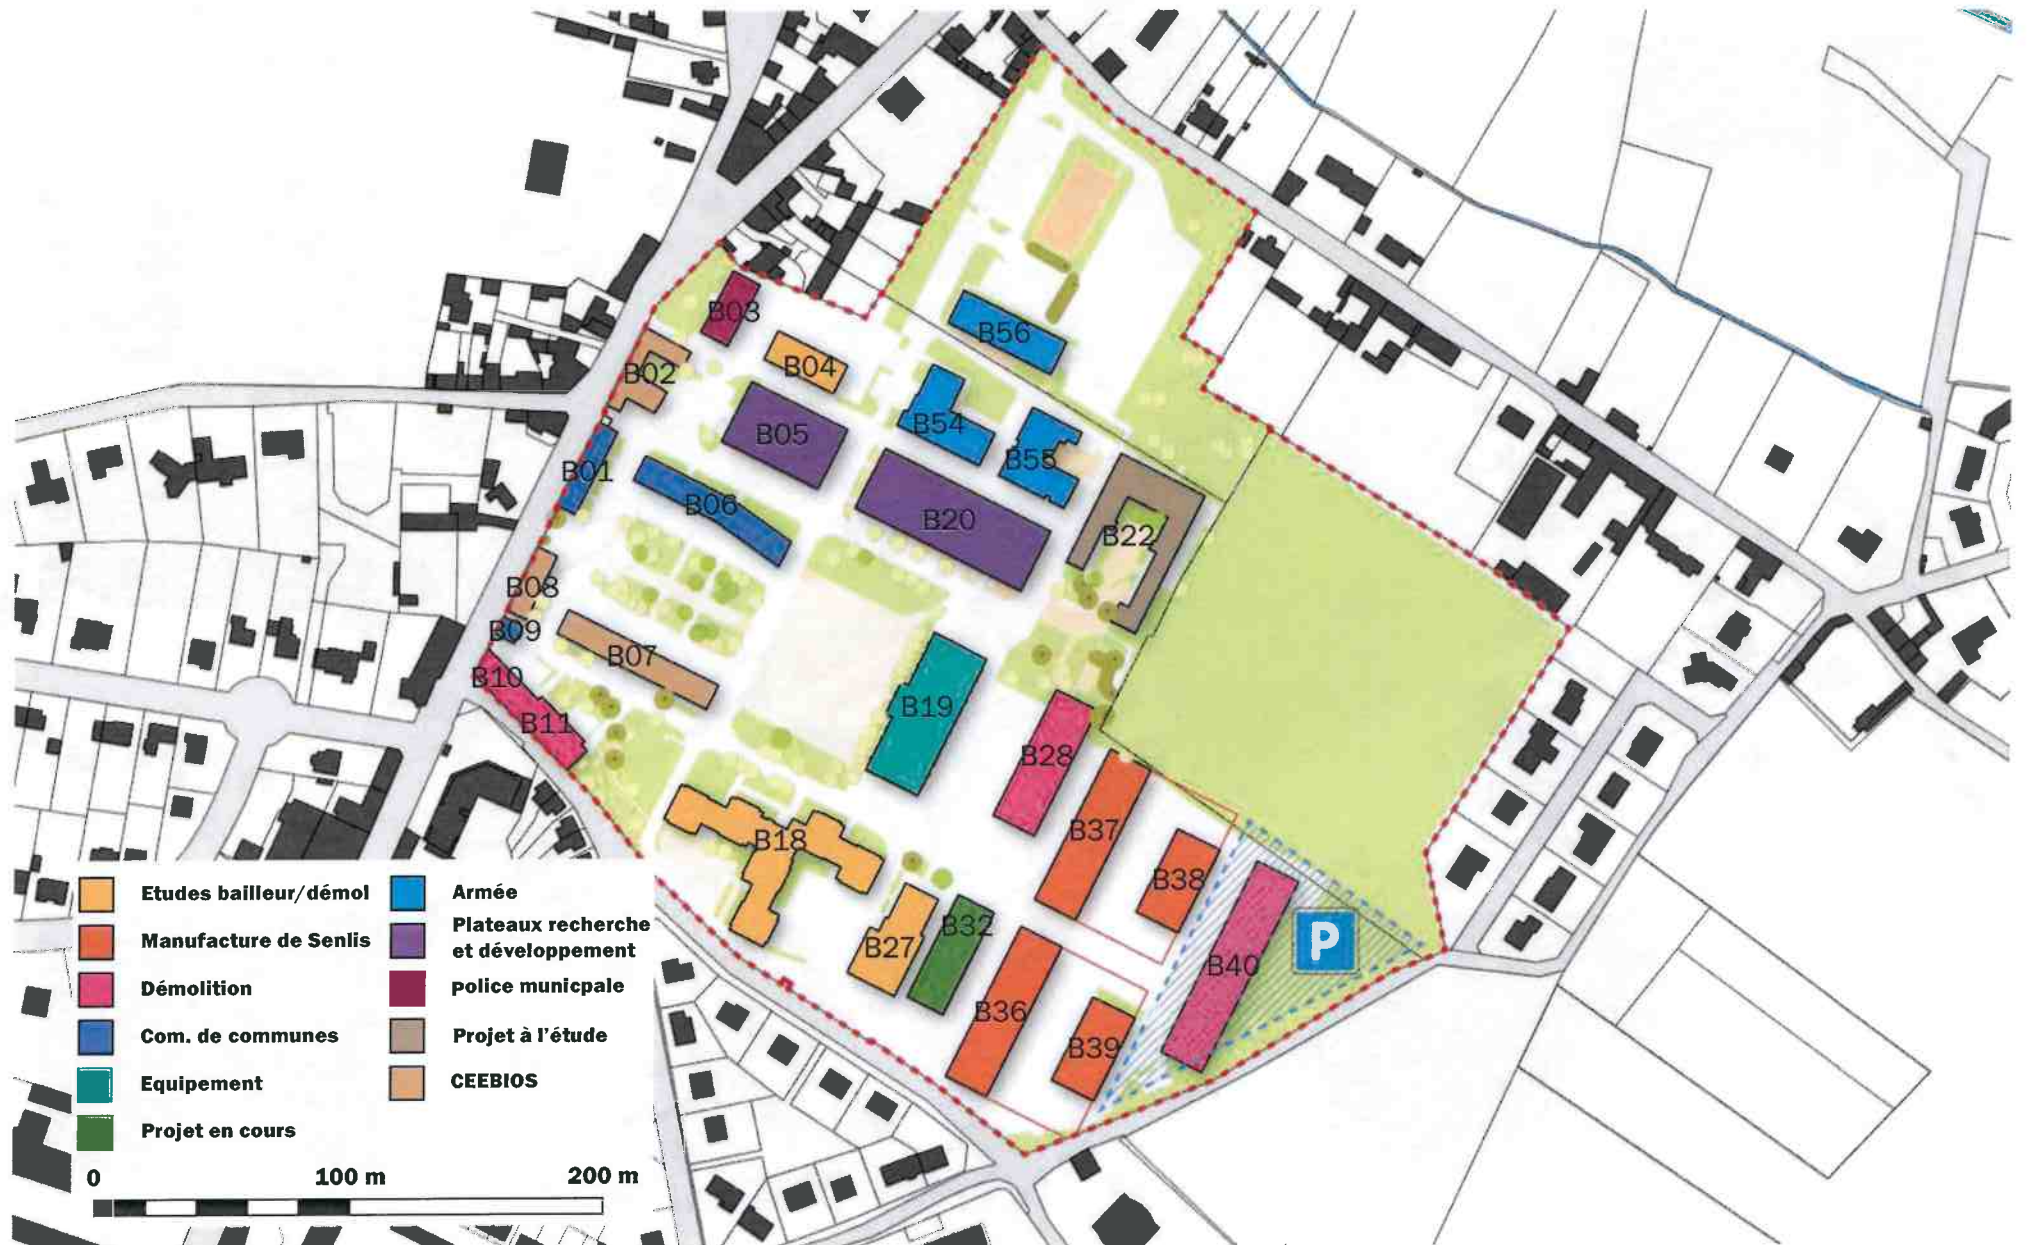 B03
B56
B02
B04
B54
B05
B55
B01
B06
B20
B22
B08
B09
B07
B10
B11
B19
B28
B18
B37
B38
B32
B27
B40
P
B36
B39
Etudes bailleur/démol
Manufacture de Senlis
Démolition
Com. de communes
Equipement
Projet en cours
Armée
Plateaux recherche
et développement
police municpale
Projet à l'étude
CEEBIOS
0 100 m 200 m